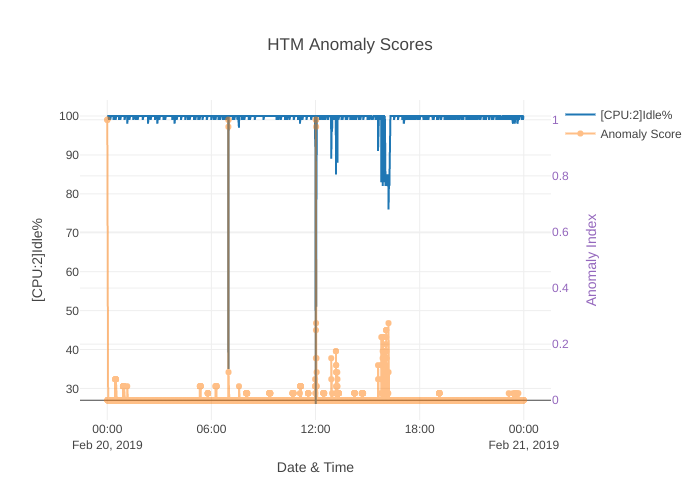 HTM Anomaly Scores
[CPU:2]Idle%
Anomaly Score
100
90
80
70
60
50
40
30
1
0.8
0.6
0.4
0.2
0
[CPU:2]Idle%
Anomaly Index
00:00
06:00
12:00
18:00
00:00
Feb 20, 2019
Feb 21, 2019
Date & Time